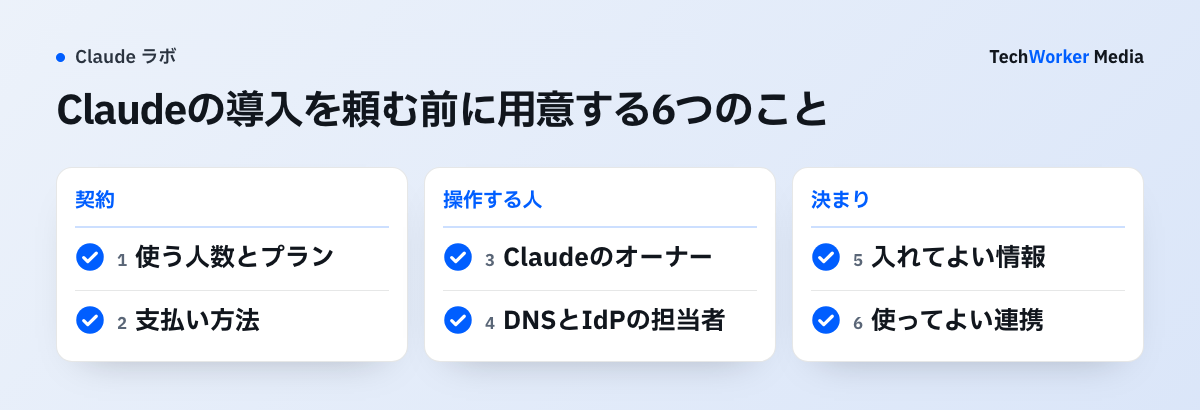 Claude ラボ
TechWorker Media
Claudeの導入を頼む前に用意する6つのこと
契約
1 使う人数とプラン
2 支払い方法
操作する人
3 Claudeのオーナー
4 DNSとIdPの担当者
決まり
5 入れてよい情報
6 使ってよい連携